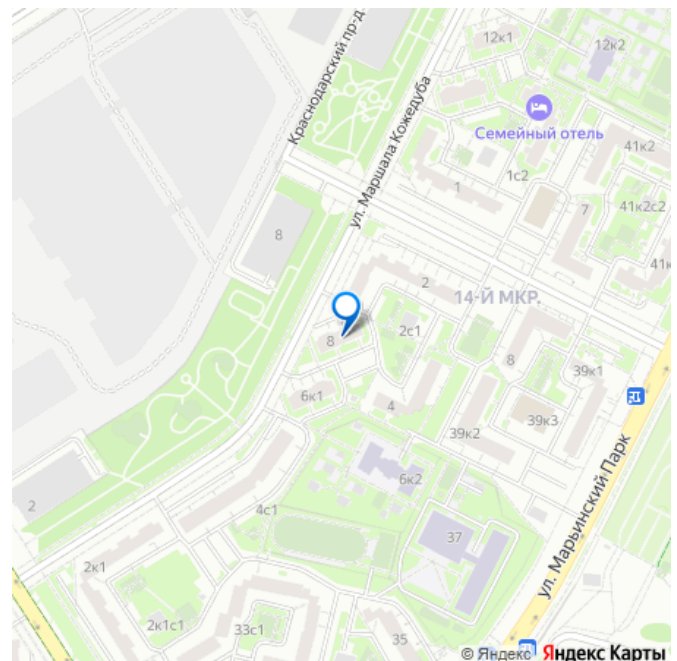 12к1
12к2
Краснодарский пр-д
Семейный отель
ул. Маршала Кожедуба
41к2
1с2
1
7
41к2с2
8
41к
2
14-Й МКР.
2с1
8
8
39к1
6к1
4
39к3
39к2
ул. Марьинский Парк
6к2
2
4с1
37
2к1
2к1с1
33с1
35
© Яндекс Яндекс Карты